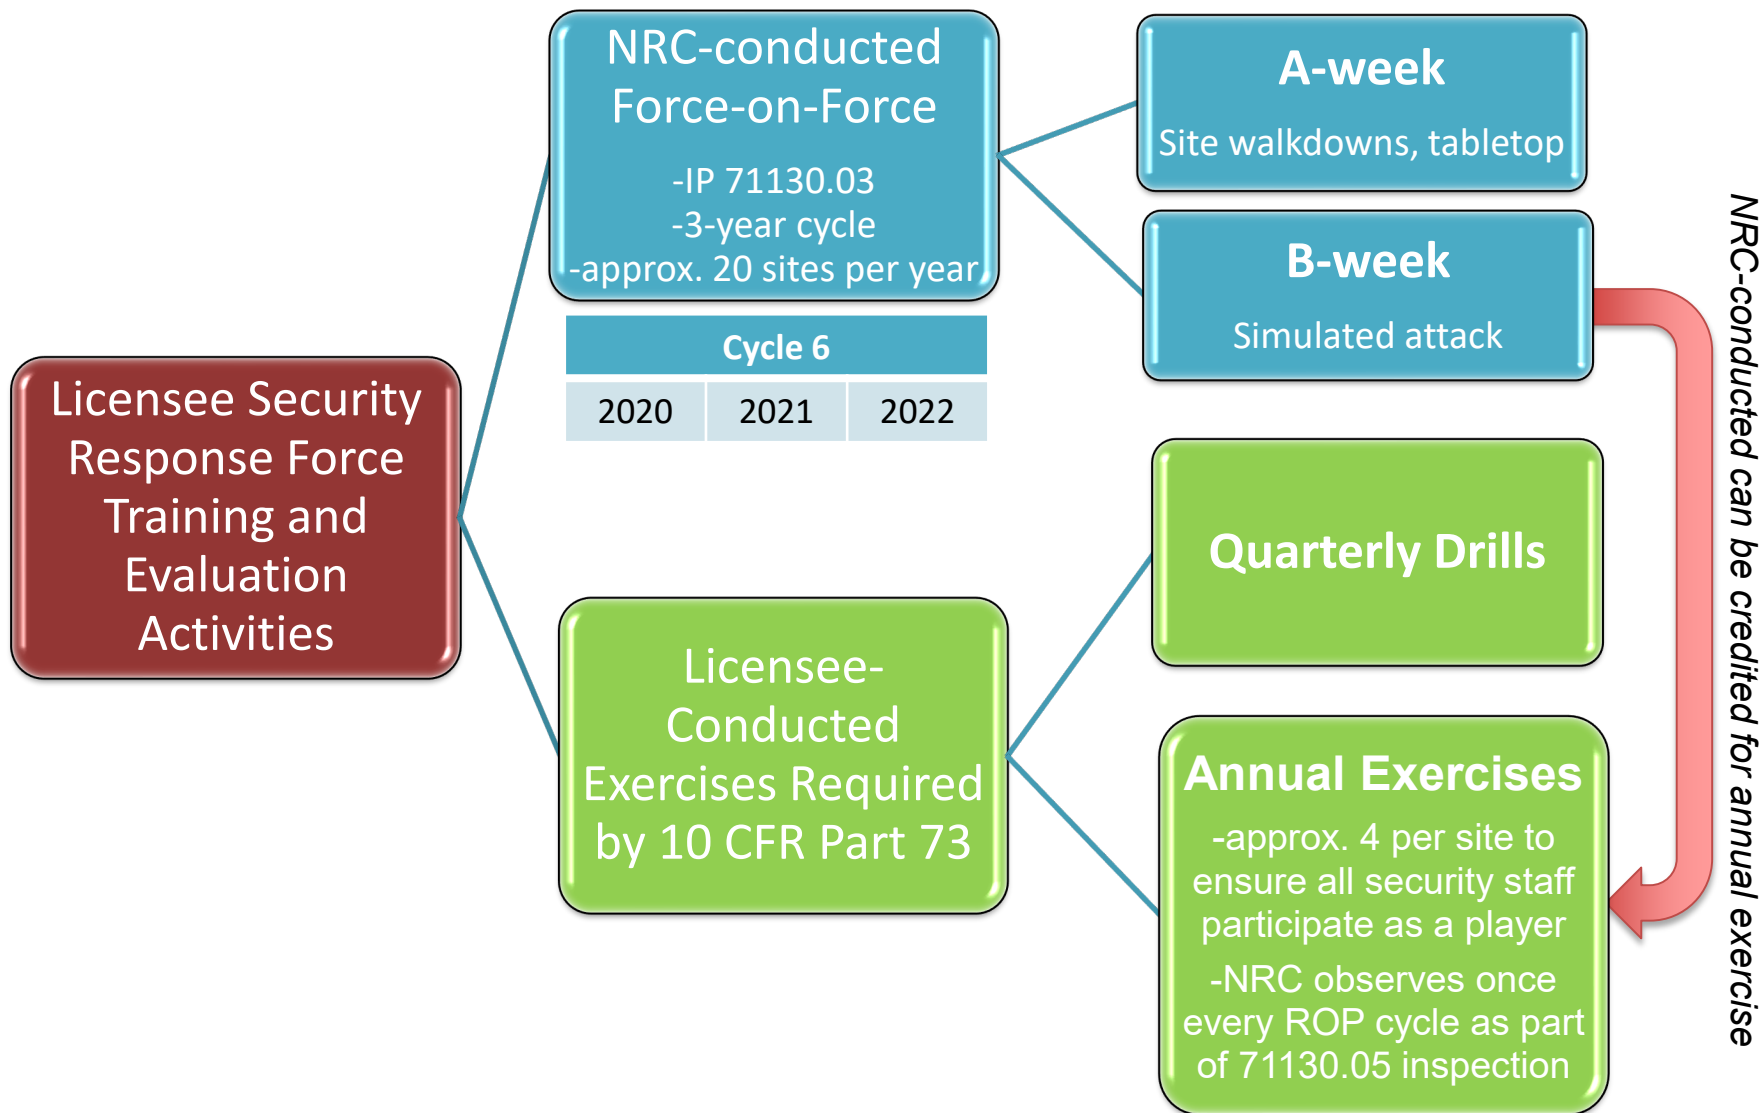 Licensee Security
Response Force
Training and
Evaluation
Activities
NRC-conducted
Force-on-Force
-IP 71130.03
-3-year cycle
-approx. 20 sites per year
Cycle 6
2020 2021 2022
A-week
Site walkdowns, tabletop
B-week
Simulated attack
Licensee-
Conducted
Exercises Required
by 10 CFR Part 73
Quarterly Drills
Annual Exercises
-approx. 4 per site to
ensure all security staff
participate as a player
-NRC observes once
every ROP cycle as part
of 71130.05 inspection
NRC-conducted can be credited for annual exercise